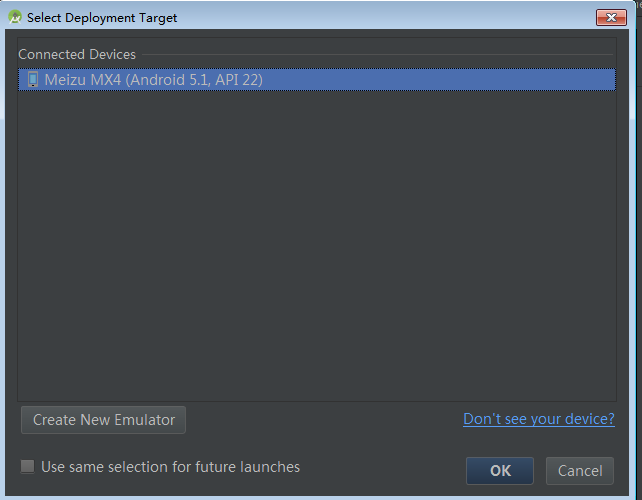 Select Deployment Target
Connected Devices
Meizu MX4 (Android 5.1, API 22)
Create New Emulator
Don't see your device?
Use same selection for future launches
OK
Cancel